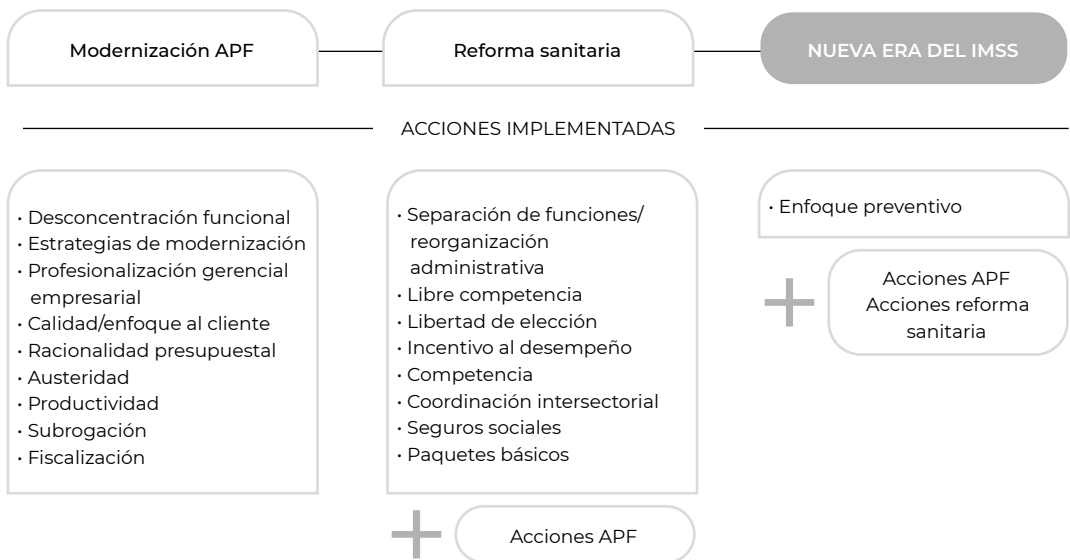 Modernización APF
Reforma sanitaria
NUEVA ERA DEL IMSS
ACCIONES IMPLEMENTADAS
· Desconcentración funcional
· Estrategias de modernización
· Profesionalización gerencial
empresarial
· Calidad/enfoque al cliente
· Racionalidad presupuestal
· Austeridad
· Productividad
· Subrogación
· Fiscalización
· Separación de funciones/
reorganización
administrativa
· Libre competencia
· Libertad de elección
· Incentivo al desempeño
· Competencia
· Coordinación intersectorial
· Seguros sociales
· Paquetes básicos
+
Acciones APF
· Enfoque preventivo
+
Acciones APF
Acciones reforma
sanitaria